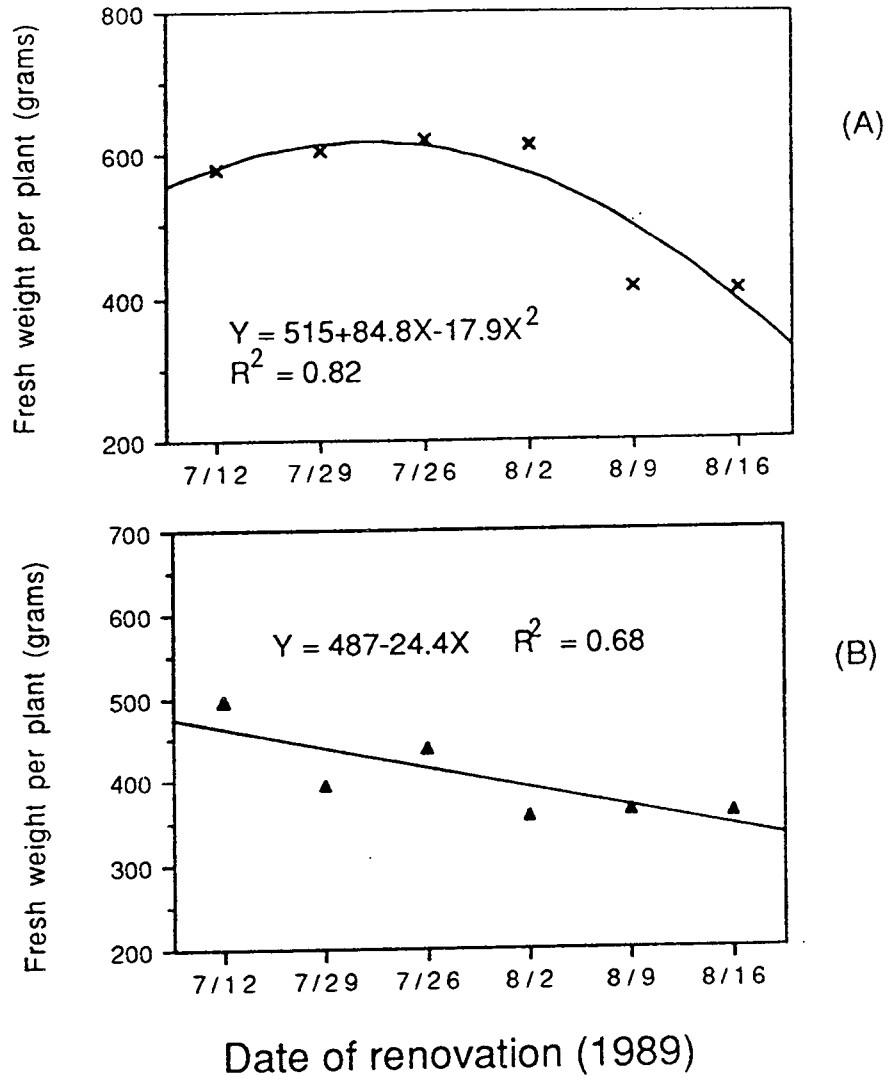 Fresh weight per plant (grams)
800
600
400
200
Y = 515+84.8X-17.9X²
R² = 0.82
(A)
7/12 7/29 7/26 8/2 8/9 8/16
Fresh weight per plant (grams)
700
600
500
400
300
200
Y = 487-24.4X R² = 0.68
(B)
7/12 7/29 7/26 8/2 8/9 8/16
Date of renovation (1989)